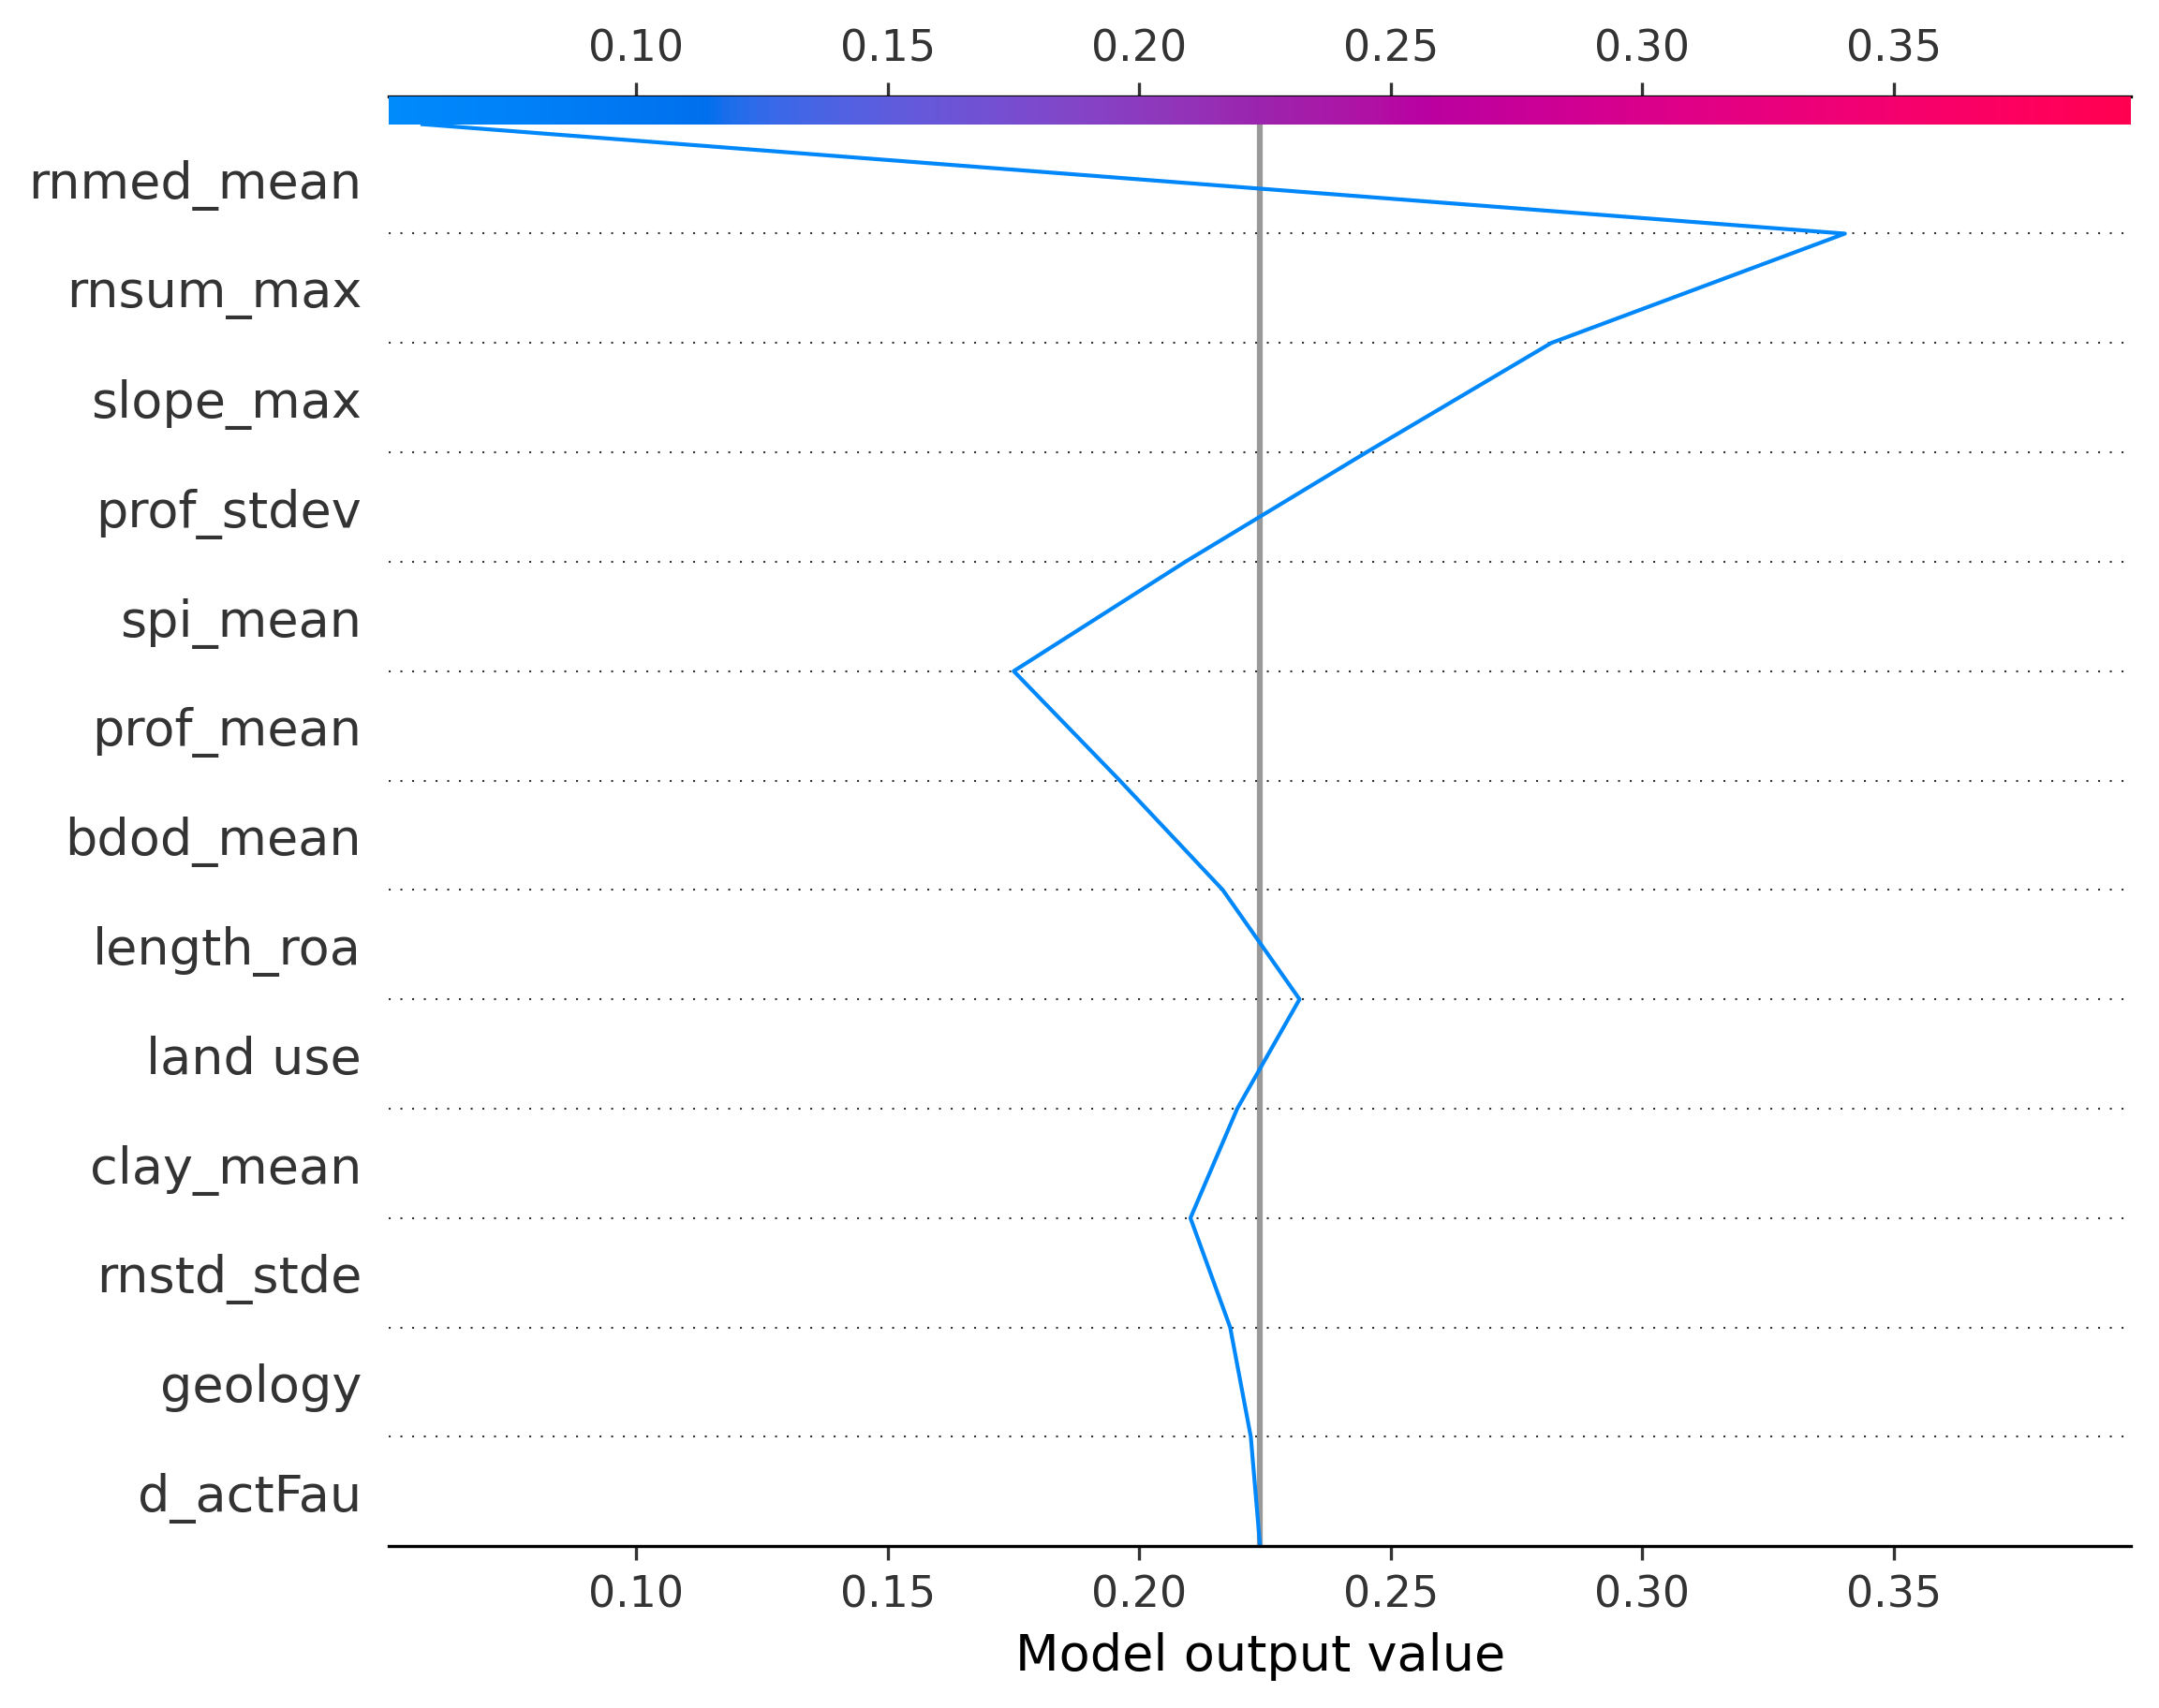 0.10 0.15 0.20 0.25 0.30 0.35
rnmed_mean
rnsum_max
slope_max
prof_stdev
spi_mean
prof_mean
bdod_mean
length_roa
land use
clay_mean
rnstd_stde
geology
d_actFau
0.10 0.15 0.20 0.25 0.30 0.35
Model output value